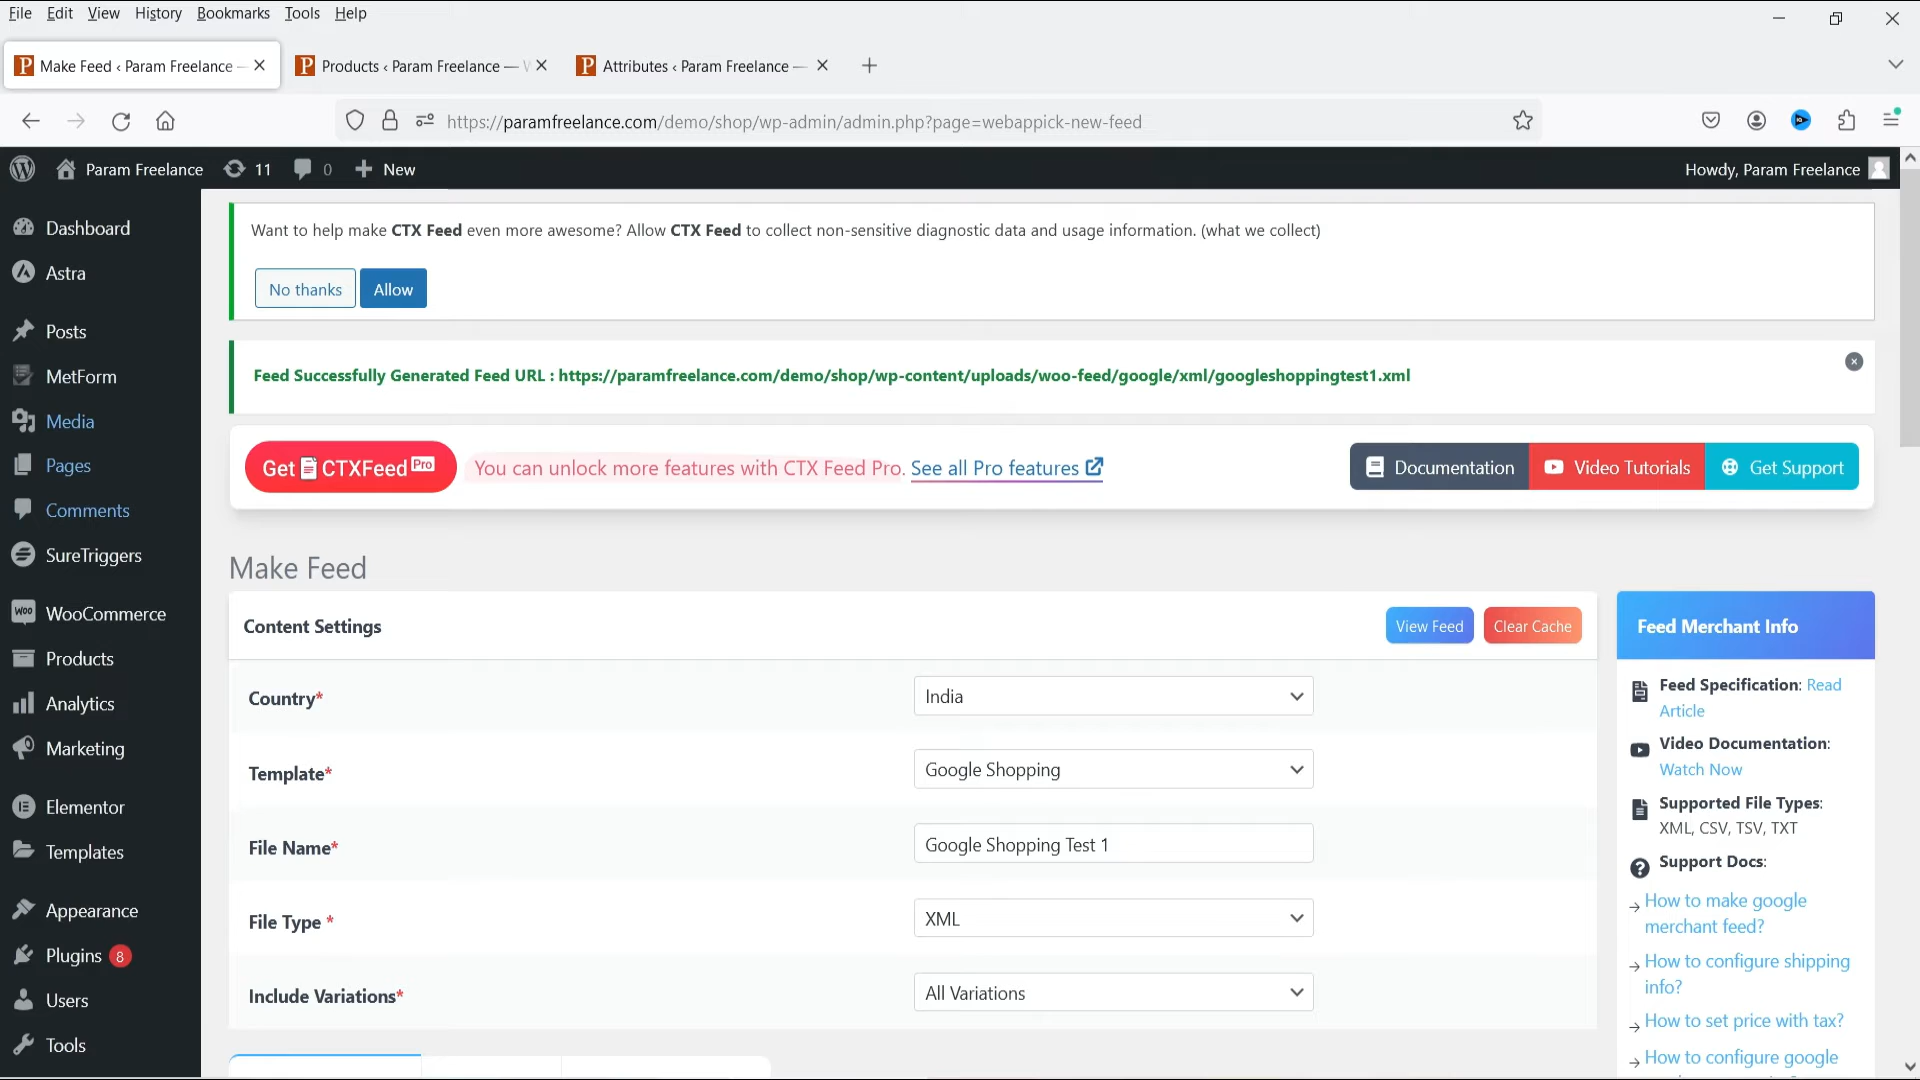 File Edit View History Bookmarks Tools Help
Make Feed ‹ Param Freelance — Products ‹ Param Freelance — Attributes ‹ Param Freelance —
https://paramfreelance.com/demo/shop/wp-admin/admin.php?page=webappick-new-feed
Param Freelance 11 0 New Howdy, Param Freelance
Dashboard
Astra
Posts
MetForm
Media
Pages
Comments
SureTriggers
WooCommerce
Products
Analytics
Marketing
Elementor
Templates
Appearance
Plugins 8
Users
Tools
Want to help make CTX Feed even more awesome? Allow CTX Feed to collect non-sensitive diagnostic data and usage information. (what we collect)
No thanks Allow
Feed Successfully Generated Feed URL : https://paramfreelance.com/demo/shop/wp-content/uploads/woo-feed/google/xml/googleshoppingtest1.xml
Get CTXFeed Pro You can unlock more features with CTX Feed Pro. See all Pro features Documentation Video Tutorials Get Support
Make Feed
Content Settings View Feed Clear Cache
Country* India
Template* Google Shopping
File Name* Google Shopping Test 1
File Type * XML
Include Variations* All Variations
Feed Merchant Info
Feed Specification: Read
Article
Video Documentation:
Watch Now
Supported File Types:
XML, CSV, TSV, TXT
Support Docs:
How to make google
merchant feed?
How to configure shipping
info?
How to set price with tax?
How to configure google